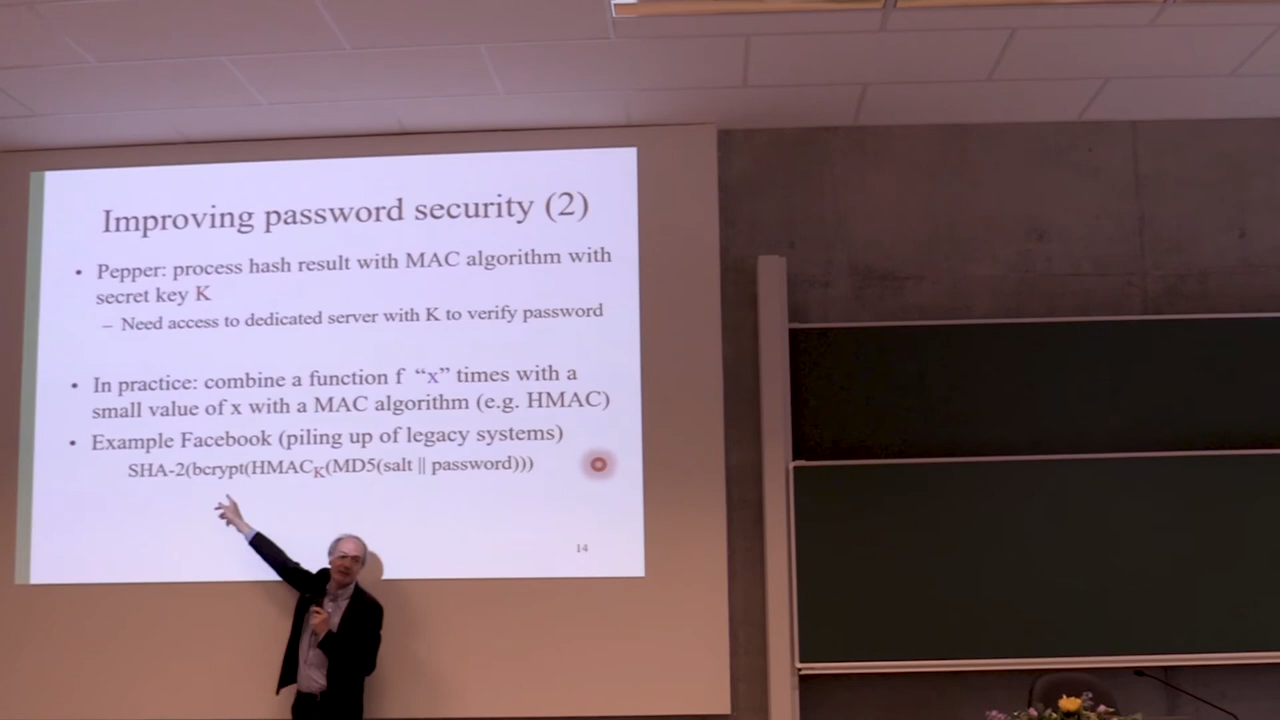 Improving password security (2)
• Pepper: process hash result with MAC algorithm with
secret key K
– Need access to dedicated server with K to verify password
• In practice: combine a function f “x” times with a
small value of x with a MAC algorithm (e.g. HMAC)
• Example Facebook (piling up of legacy systems)
SHA-2(bcrypt(HMACK(MD5(salt || password)))
14